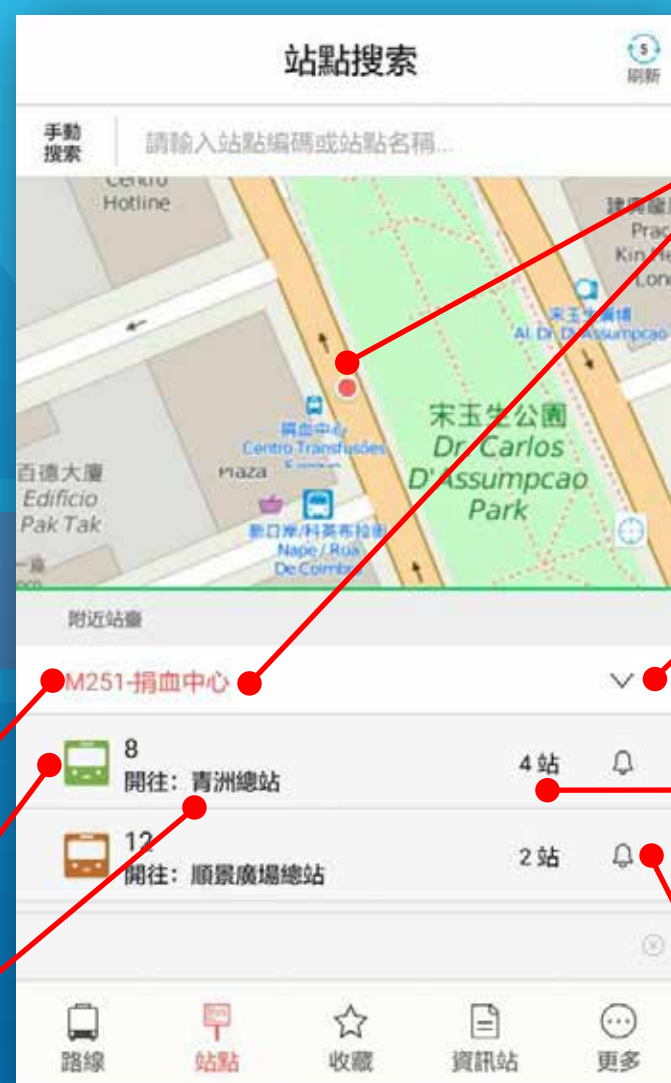 站點搜索
5
刷新
手動
搜索
請輸入站點編碼或站點名稱...
Centro
Hotline
Al. Dr. D'Assumpcao
捐血中心
Centro Transfusões
宋玉生公園
Dr. Carlos
D'Assumpcao
Park
Plaza
百德大廈
Edificio
Pak Tak
新口岸/科英布拉街
Nape / Rua
De Coimbra
附近站臺
M251-捐血中心
8
開往：青洲總站
4 站
12
開往：順景廣場總站
2 站
路線
站點
收藏
資訊站
更多